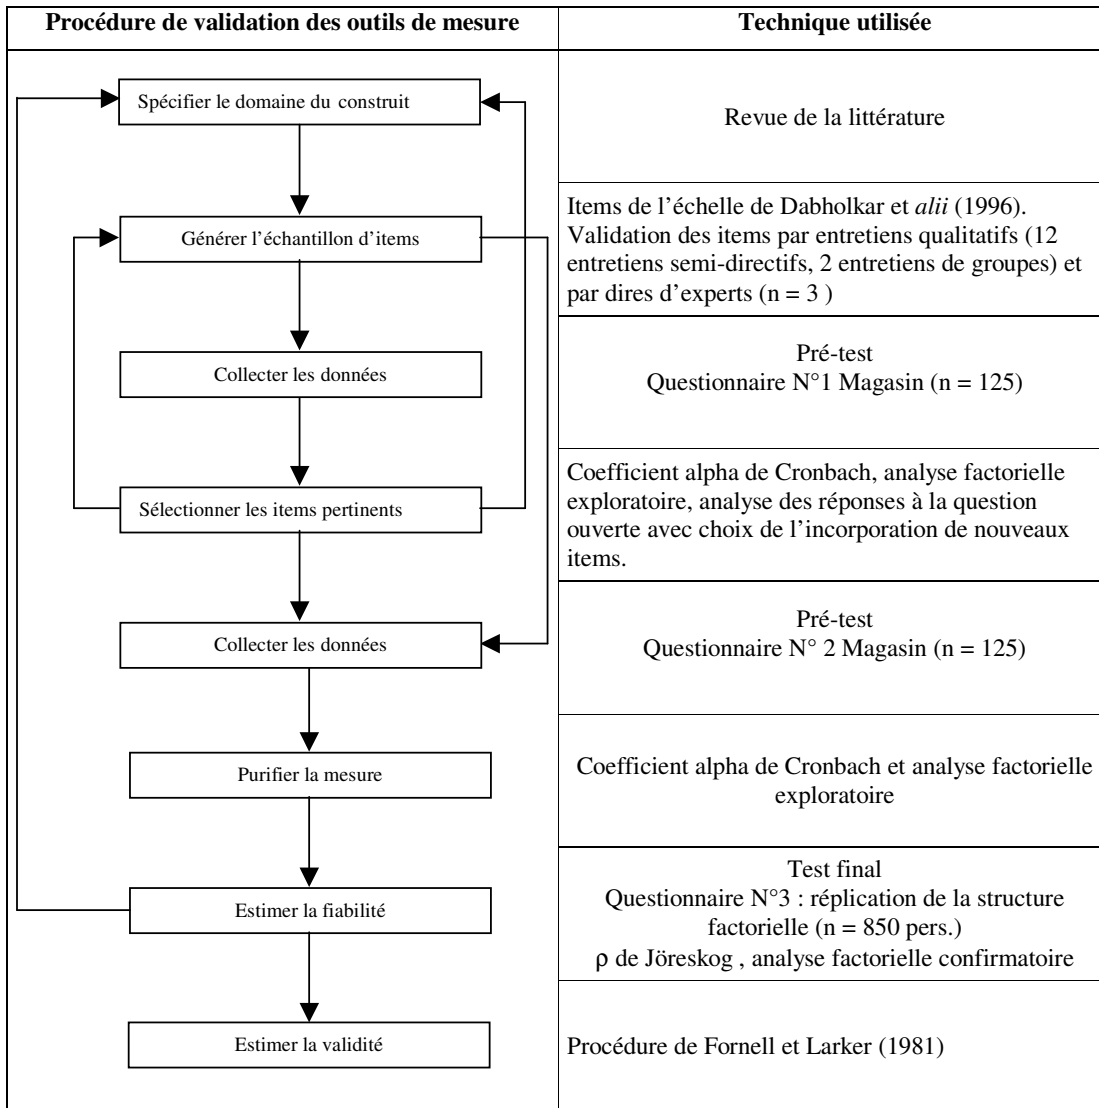 Procédure de validation des outils de mesure
Technique utilisée
Spécifier le domaine du construit
Revue de la littérature
Générer l'échantillon d'items
Items de l'échelle de Dabholkar et alii (1996).
Validation des items par entretiens qualitatifs (12
entretiens semi-directifs, 2 entretiens de groupes) et
par dires d'experts (n = 3 )
Collecter les données
Pré-test
Questionnaire N°1 Magasin (n = 125)
Sélectionner les items pertinents
Coefficient alpha de Cronbach, analyse factorielle
exploratoire, analyse des réponses à la question
ouverte avec choix de l'incorporation de nouveaux
items.
Collecter les données
Pré-test
Questionnaire N° 2 Magasin (n = 125)
Purifier la mesure
Coefficient alpha de Cronbach et analyse factorielle
exploratoire
Estimer la fiabilité
Test final
Questionnaire N°3 : réplication de la structure
factorielle (n = 850 pers.)
ρ de Jöreskog , analyse factorielle confirmatoire
Estimer la validité
Procédure de Fornell et Larker (1981)